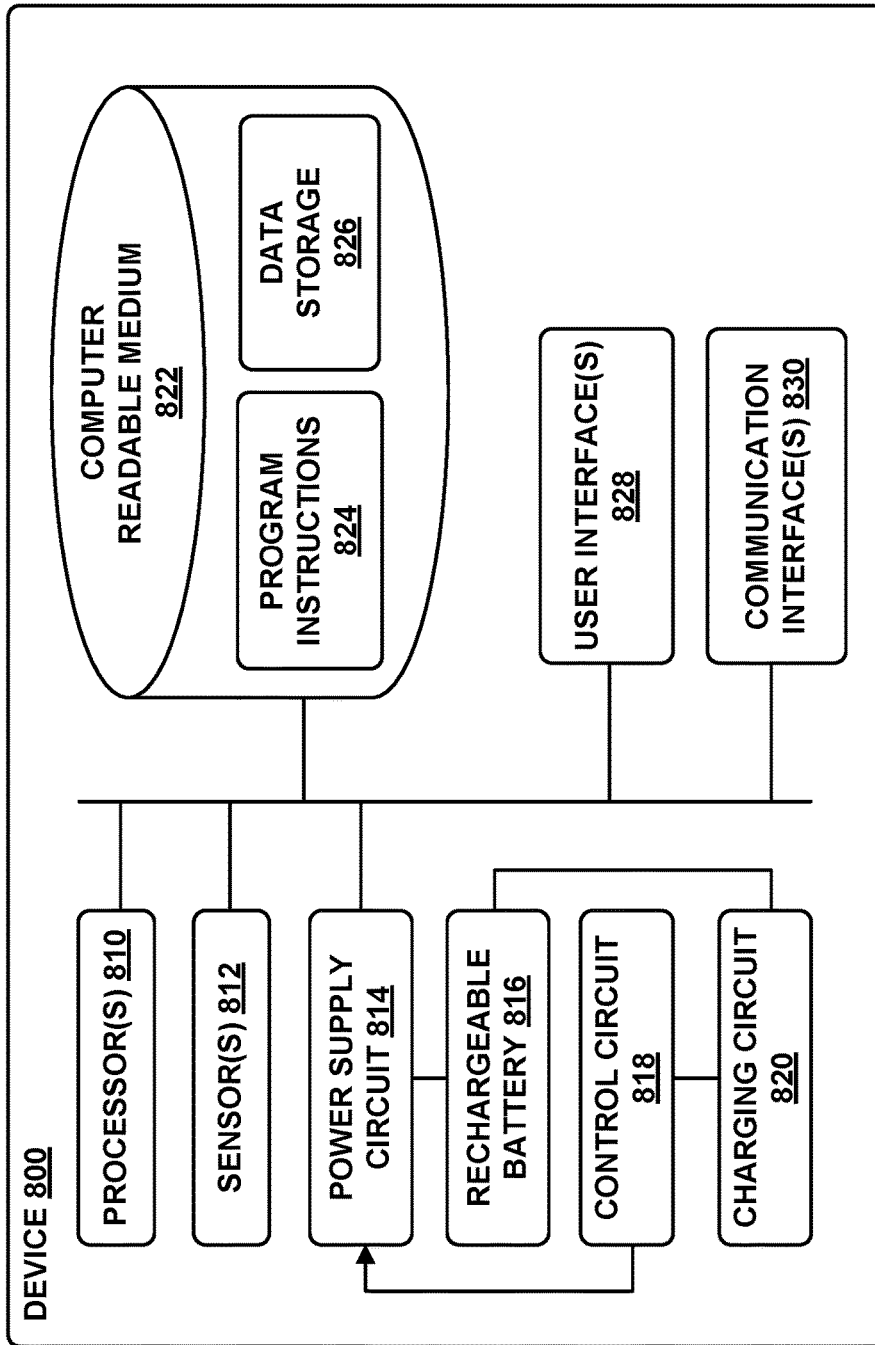 DEVICE 800
PROCESSOR(S) 810
SENSOR(S) 812
POWER SUPPLY
CIRCUIT 814
RECHARGEABLE
BATTERY 816
CONTROL CIRCUIT
818
CHARGING CIRCUIT
820
COMPUTER
READABLE MEDIUM
822
PROGRAM
INSTRUCTIONS
824
DATA
STORAGE
826
USER INTERFACE(S)
828
COMMUNICATION
INTERFACE(S) 830